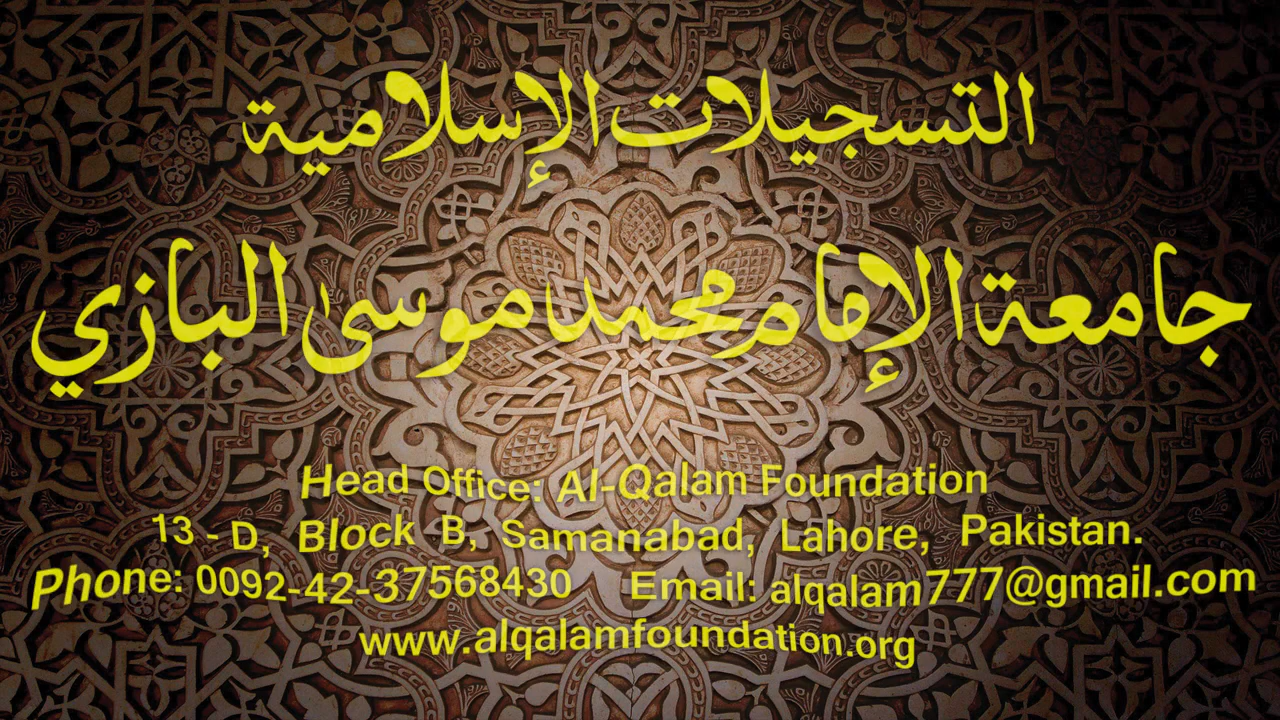 التسجيلات الإسلامية
جامعة الإمام محمد موسى البازي
Head Office: Al-Qalam Foundation
13 - D, Block B, Samanabad, Lahore, Pakistan.
Phone: 0092-42-37568430 Email: alqalam777@gmail.com
www.alqalamfoundation.org